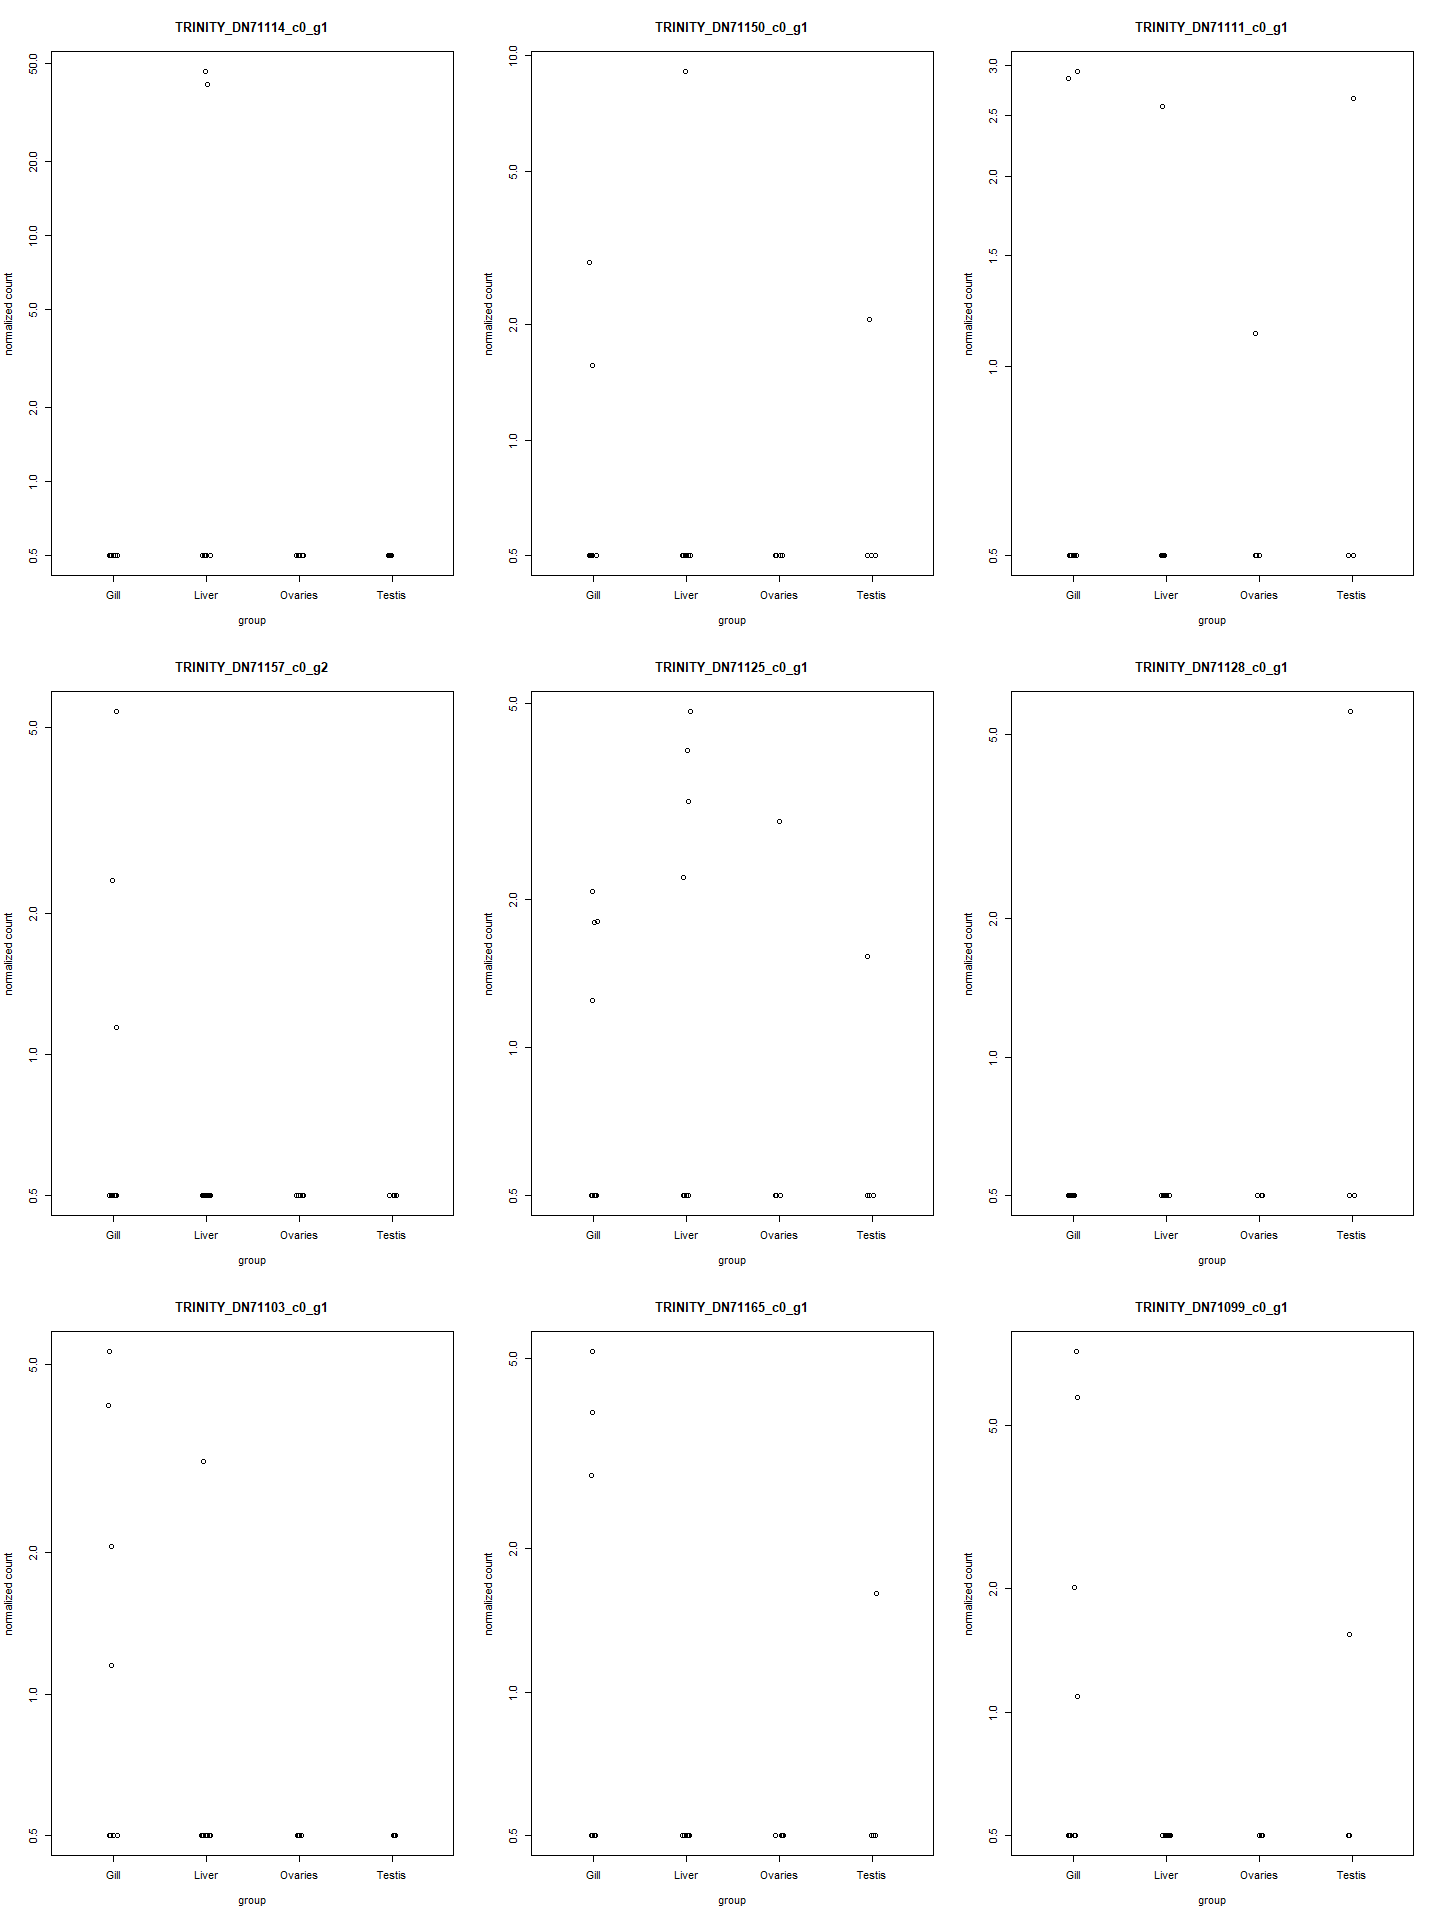 TRINITY_DN71114_c0_g1
normalized count
50.0
20.0
10.0
5.0
2.0
1.0
0.5
Gill Liver Ovaries Testis
group
TRINITY_DN71150_c0_g1
normalized count
10.0
5.0
2.0
1.0
0.5
Gill Liver Ovaries Testis
group
TRINITY_DN71111_c0_g1
normalized count
3.0
2.5
2.0
1.5
1.0
0.5
Gill Liver Ovaries Testis
group
TRINITY_DN71157_c0_g2
normalized count
5.0
2.0
1.0
0.5
Gill Liver Ovaries Testis
group
TRINITY_DN71125_c0_g1
normalized count
5.0
2.0
1.0
0.5
Gill Liver Ovaries Testis
group
TRINITY_DN71128_c0_g1
normalized count
5.0
2.0
1.0
0.5
Gill Liver Ovaries Testis
group
TRINITY_DN71103_c0_g1
normalized count
5.0
2.0
1.0
0.5
Gill Liver Ovaries Testis
group
TRINITY_DN71165_c0_g1
normalized count
5.0
2.0
1.0
0.5
Gill Liver Ovaries Testis
group
TRINITY_DN71099_c0_g1
normalized count
5.0
2.0
1.0
0.5
Gill Liver Ovaries Testis
group